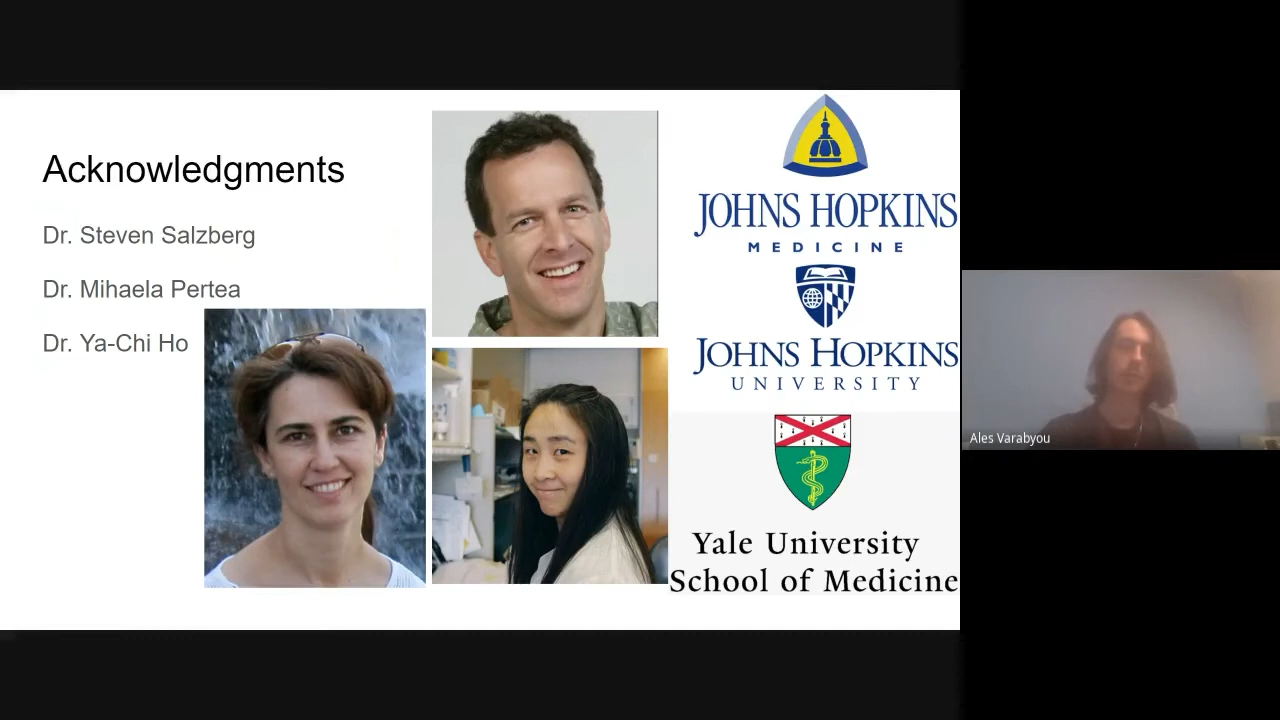 Acknowledgments
Dr. Steven Salzberg
Dr. Mihaela Pertea
Dr. Ya-Chi Ho
JOHNS HOPKINS
MEDICINE
JOHNS HOPKINS
UNIVERSITY
Yale University
School of Medicine
Ales Varabyou